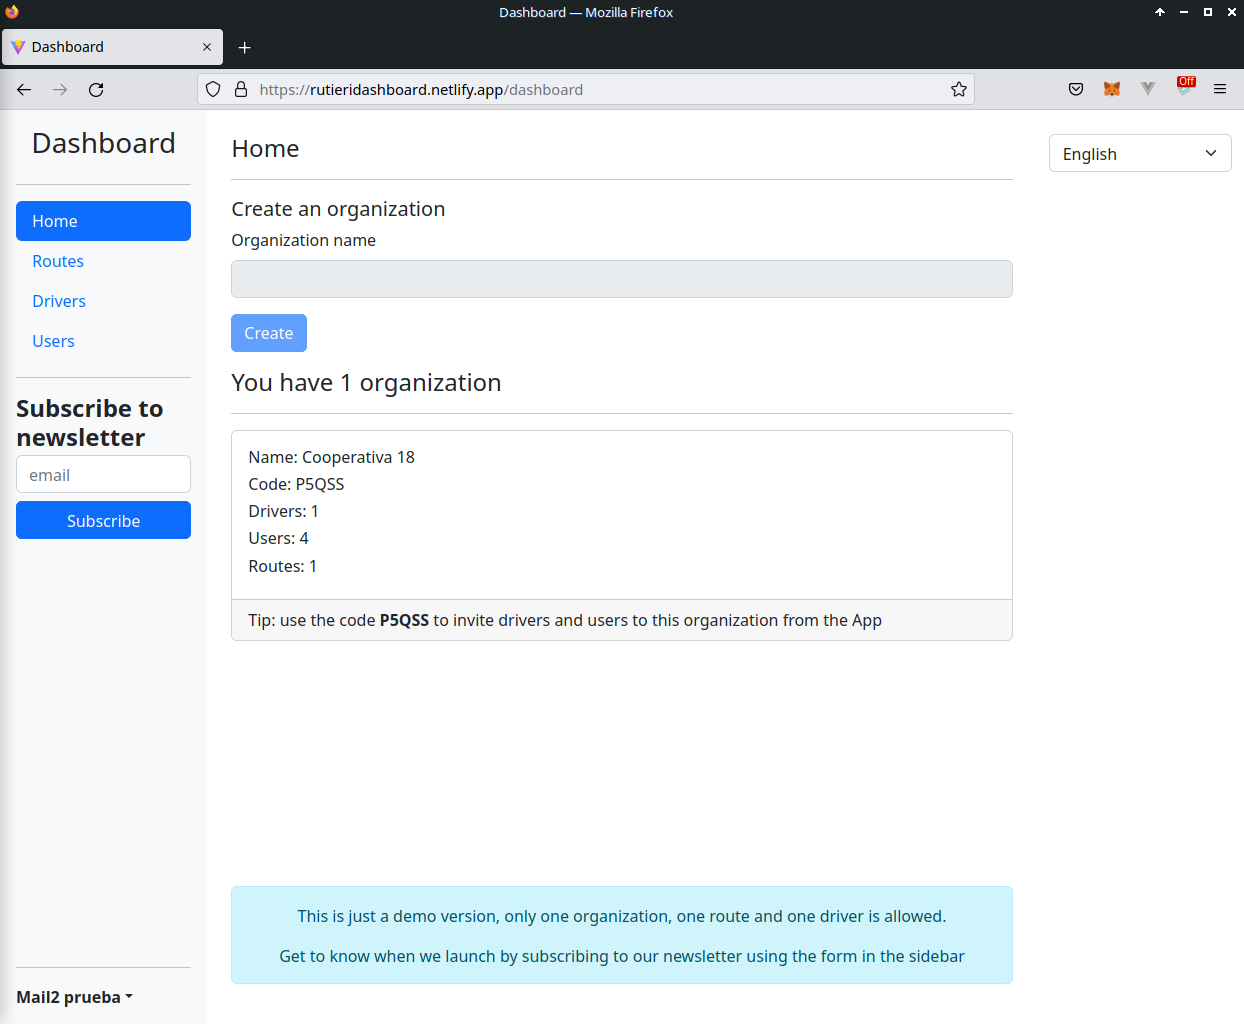 Dashboard — Mozilla Firefox
Dashboard
https://rutieridashboard.netlify.app/dashboard
Off
Dashboard
Home
Routes
Drivers
Users
Subscribe to
newsletter
email
Subscribe
Mail2 prueba
Home
English
Create an organization
Organization name
Create
You have 1 organization
Name: Cooperativa 18
Code: P5QSS
Drivers: 1
Users: 4
Routes: 1
Tip: use the code P5QSS to invite drivers and users to this organization from the App
This is just a demo version, only one organization, one route and one driver is allowed.
Get to know when we launch by subscribing to our newsletter using the form in the sidebar